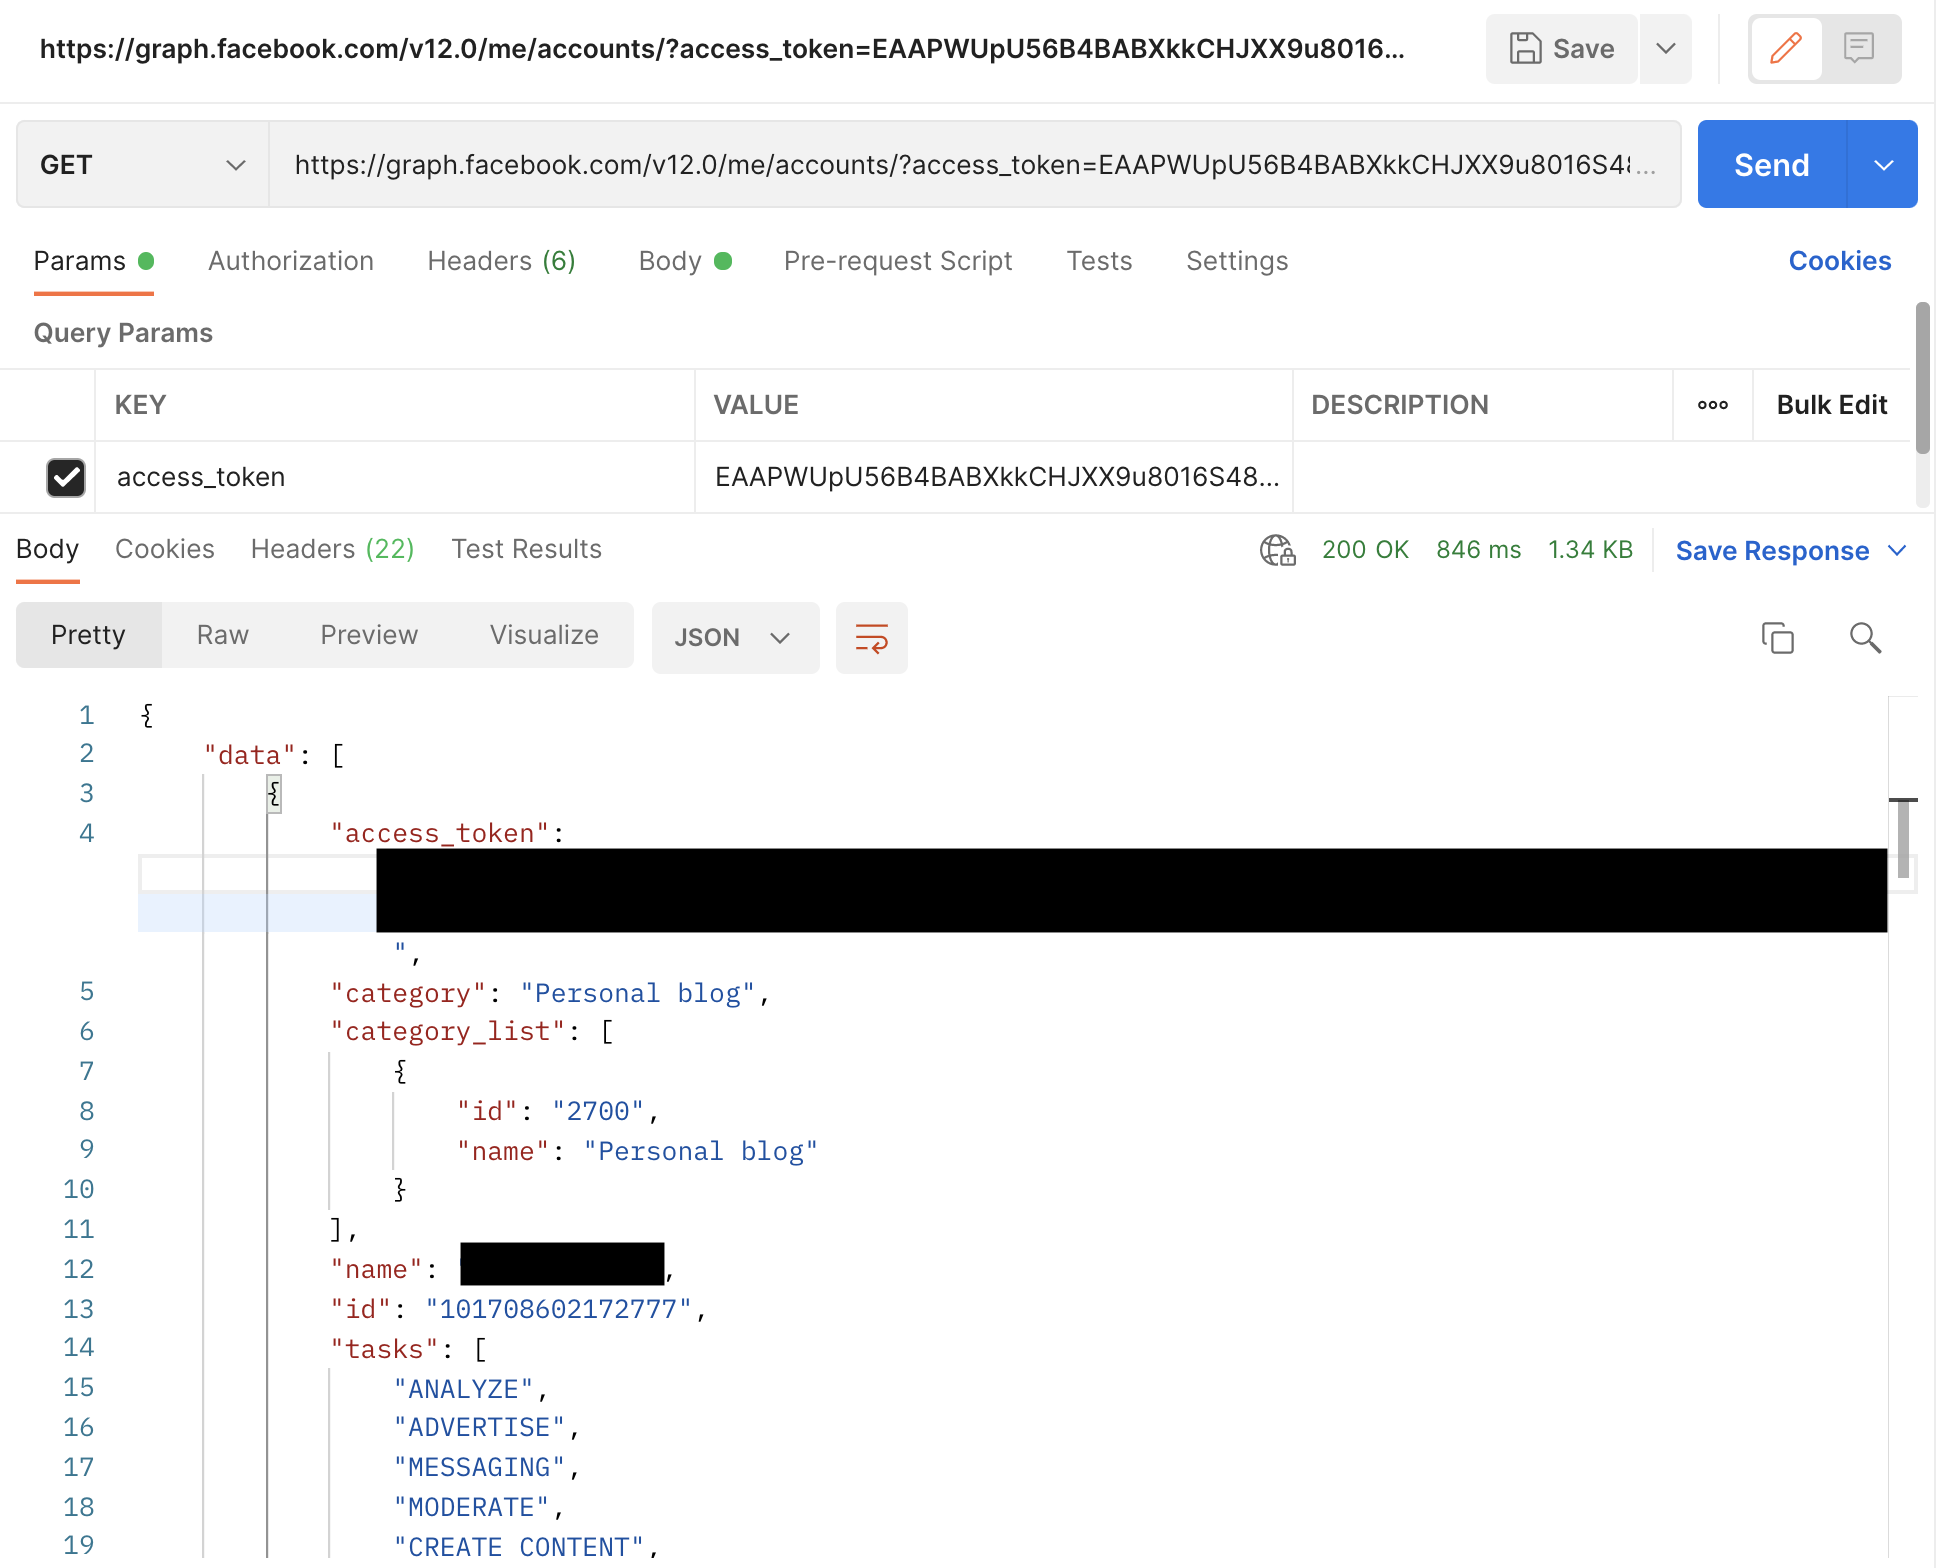 https://graph.facebook.com/v12.0/me/accounts/?access_token=EAAPWUpU56B4BABXkkCHJXX9u8016...
Save
GET
https://graph.facebook.com/v12.0/me/accounts/?access_token=EAAPWUpU56B4BABXkkCHJXX9u8016S4...
Send
Params Authorization Headers (6) Body Pre-request Script Tests Settings Cookies
Query Params
KEY VALUE DESCRIPTION ooo Bulk Edit
access_token EAAPWUpU56B4BABXkkCHJXX9u8016S48...
Body Cookies Headers (22) Test Results 200 OK 846 ms 1.34 KB Save Response
Pretty Raw Preview Visualize JSON
1 {
2 "data": [
3 {
4 "access_token":
",
5 "category": "Personal blog",
6 "category_list": [
7 {
8 "id": "2700",
9 "name": "Personal blog"
10 }
11 ],
12 "name": ,
13 "id": "101708602172777",
14 "tasks": [
15 "ANALYZE",
16 "ADVERTISE",
17 "MESSAGING",
18 "MODERATE",
19 "CREATE_CONTENT",